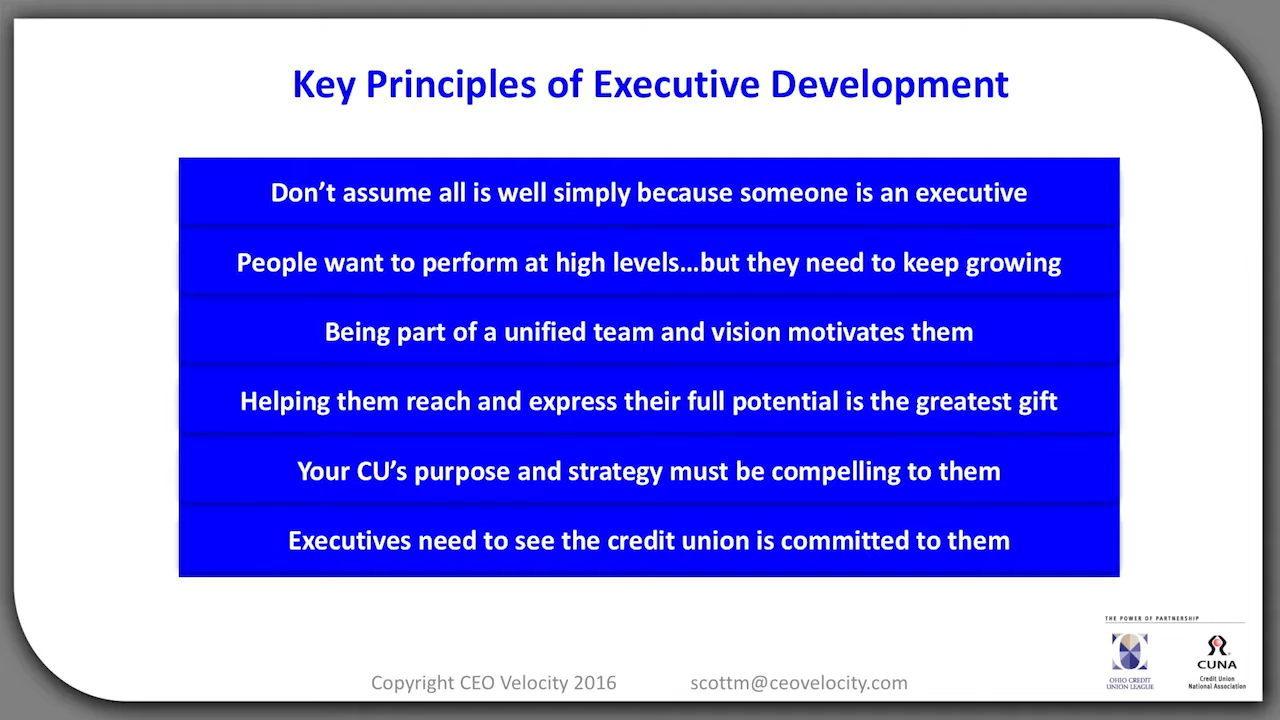 Key Principles of Executive Development
Don’t assume all is well simply because someone is an executive
People want to perform at high levels…but they need to keep growing
Being part of a unified team and vision motivates them
Helping them reach and express their full potential is the greatest gift
Your CU’s purpose and strategy must be compelling to them
Executives need to see the credit union is committed to them
THE POWER OF PARTNERSHIP
OHIO CREDIT
UNION LEAGUE
CUNA
Credit Union
National Association
Copyright CEO Velocity 2016 scottm@ceovelocity.com